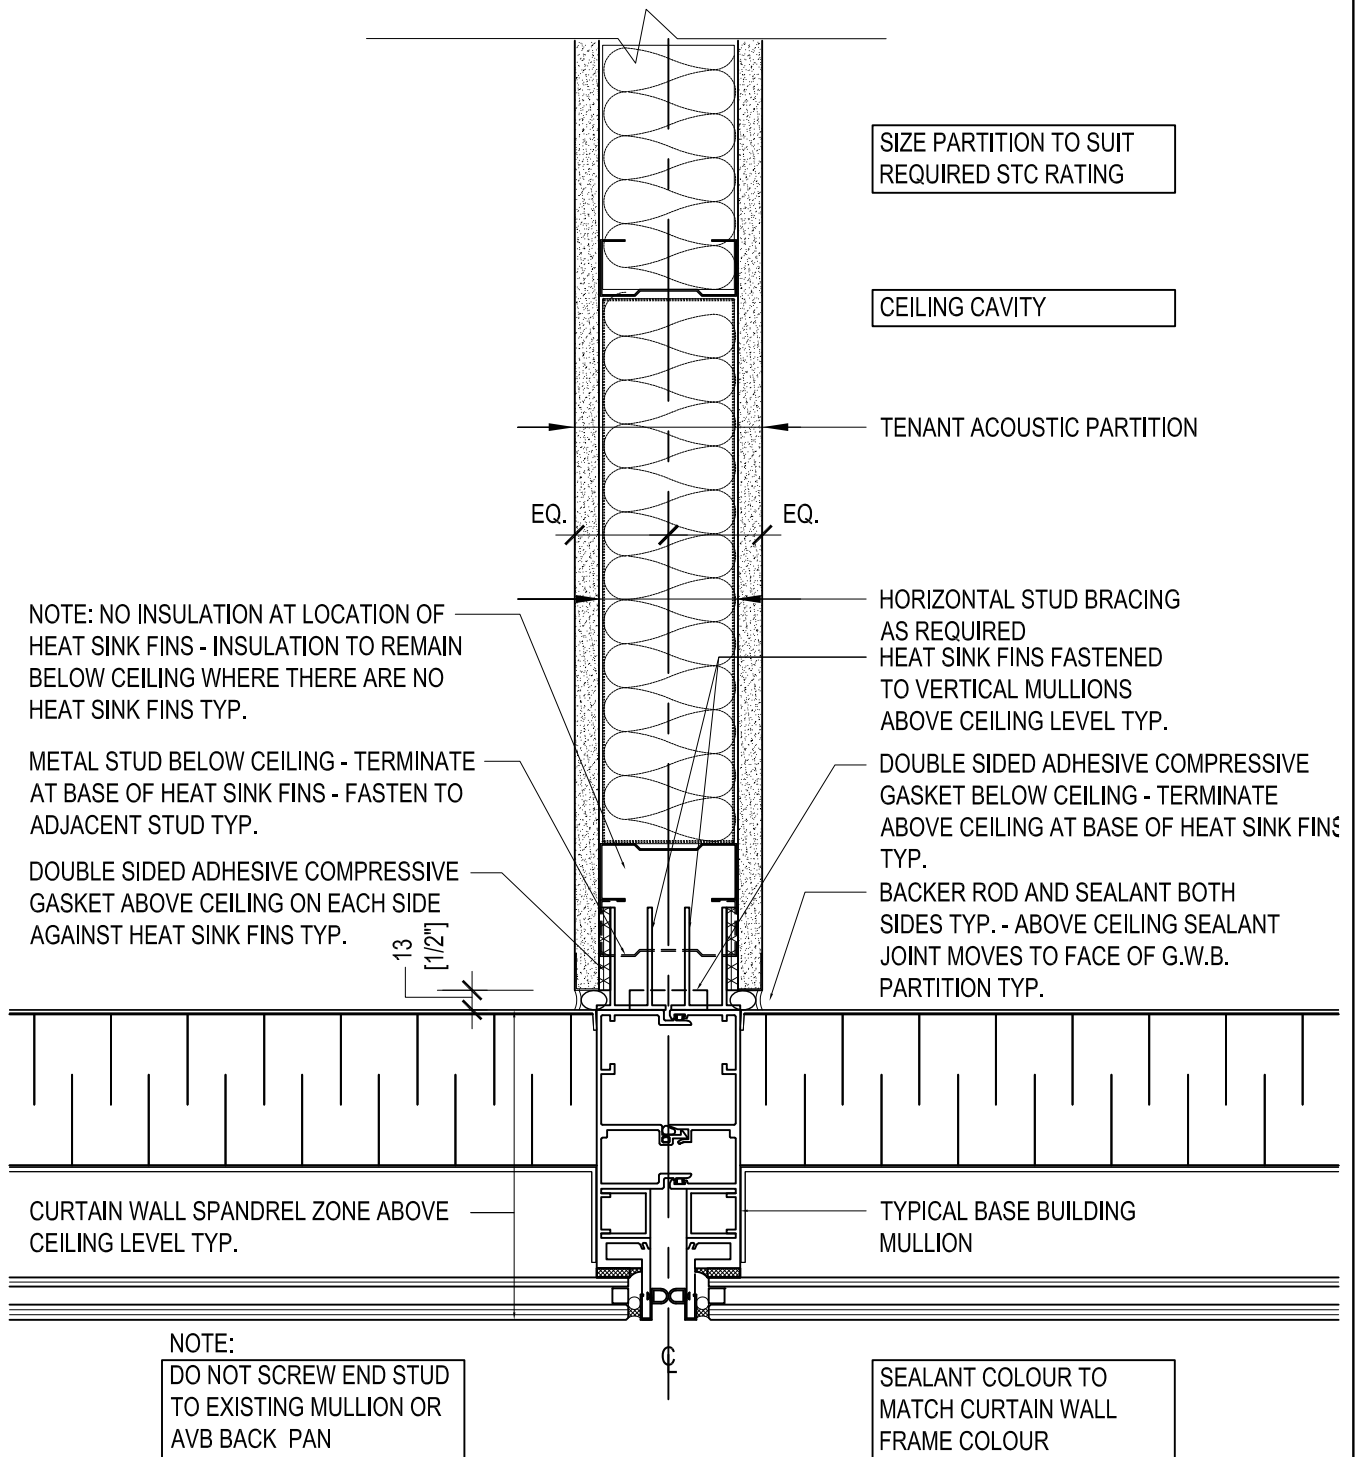 SIZE PARTITION TO SUIT
REQUIRED STC RATING
CEILING CAVITY
TENANT ACOUSTIC PARTITION
EQ.
EQ.
NOTE: NO INSULATION AT LOCATION OF
HEAT SINK FINS - INSULATION TO REMAIN
BELOW CEILING WHERE THERE ARE NO
HEAT SINK FINS TYP.
HORIZONTAL STUD BRACING
AS REQUIRED
HEAT SINK FINS FASTENED
TO VERTICAL MULLIONS
ABOVE CEILING LEVEL TYP.
METAL STUD BELOW CEILING - TERMINATE
AT BASE OF HEAT SINK FINS - FASTEN TO
ADJACENT STUD TYP.
DOUBLE SIDED ADHESIVE COMPRESSIVE
GASKET BELOW CEILING - TERMINATE
ABOVE CEILING AT BASE OF HEAT SINK FINS
TYP.
DOUBLE SIDED ADHESIVE COMPRESSIVE
GASKET ABOVE CEILING ON EACH SIDE
AGAINST HEAT SINK FINS TYP.
BACKER ROD AND SEALANT BOTH
SIDES TYP. - ABOVE CEILING SEALANT
JOINT MOVES TO FACE OF G.W.B.
PARTITION TYP.
13
[1/2"]
CURTAIN WALL SPANDREL ZONE ABOVE
CEILING LEVEL TYP.
TYPICAL BASE BUILDING
MULLION
NOTE:
DO NOT SCREW END STUD
TO EXISTING MULLION OR
AVB BACK PAN
℄
SEALANT COLOUR TO
MATCH CURTAIN WALL
FRAME COLOUR